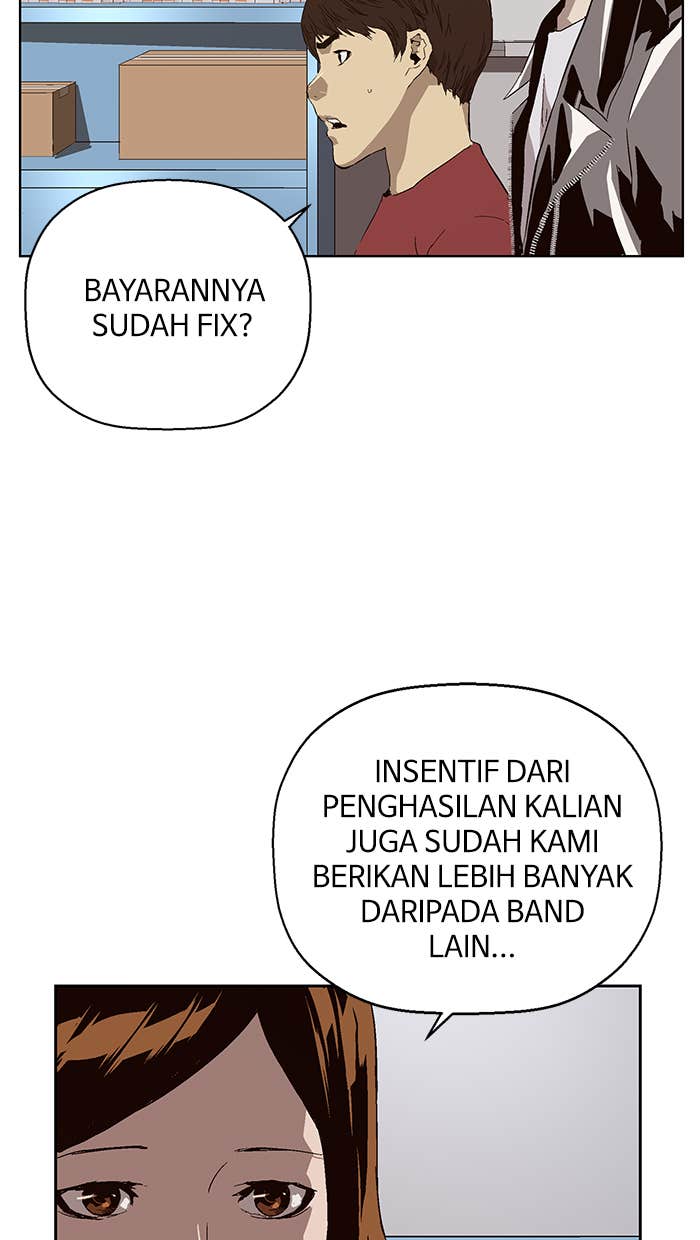 BAYARANNYA
SUDAH FIX?
INSENTIF DARI
PENGHASILAN KALIAN
JUGA SUDAH KAMI
BERIKAN LEBIH BANYAK
DARIPADA BAND
LAIN...